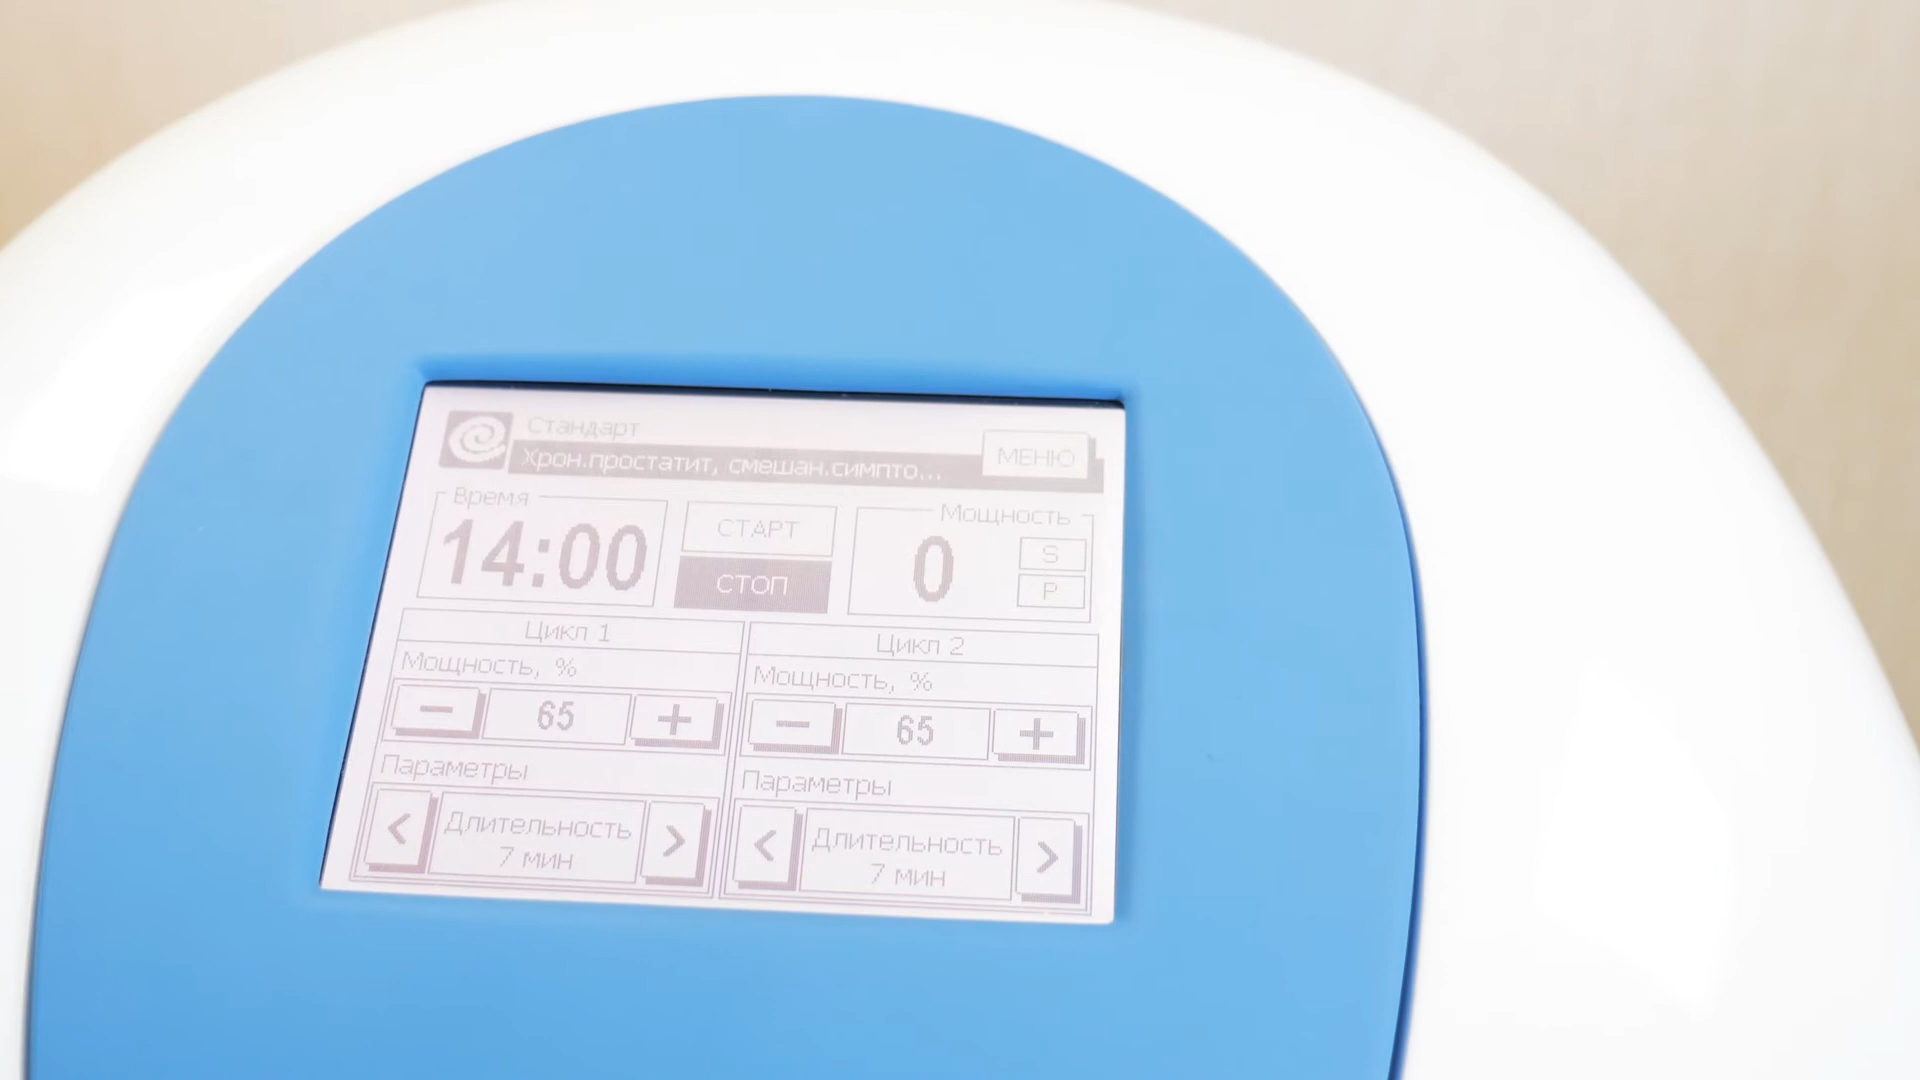 Стандарт
Хрон.простатит, смешан.симпто...
МЕНЮ
Время
14:00
СТАРТ
СТОП
Мощность
0
S
P
Цикл 1
Мощность, %
− 65 +
Параметры
< Длительность >
7 мин
Цикл 2
Мощность, %
− 65 +
Параметры
< Длительность >
7 мин